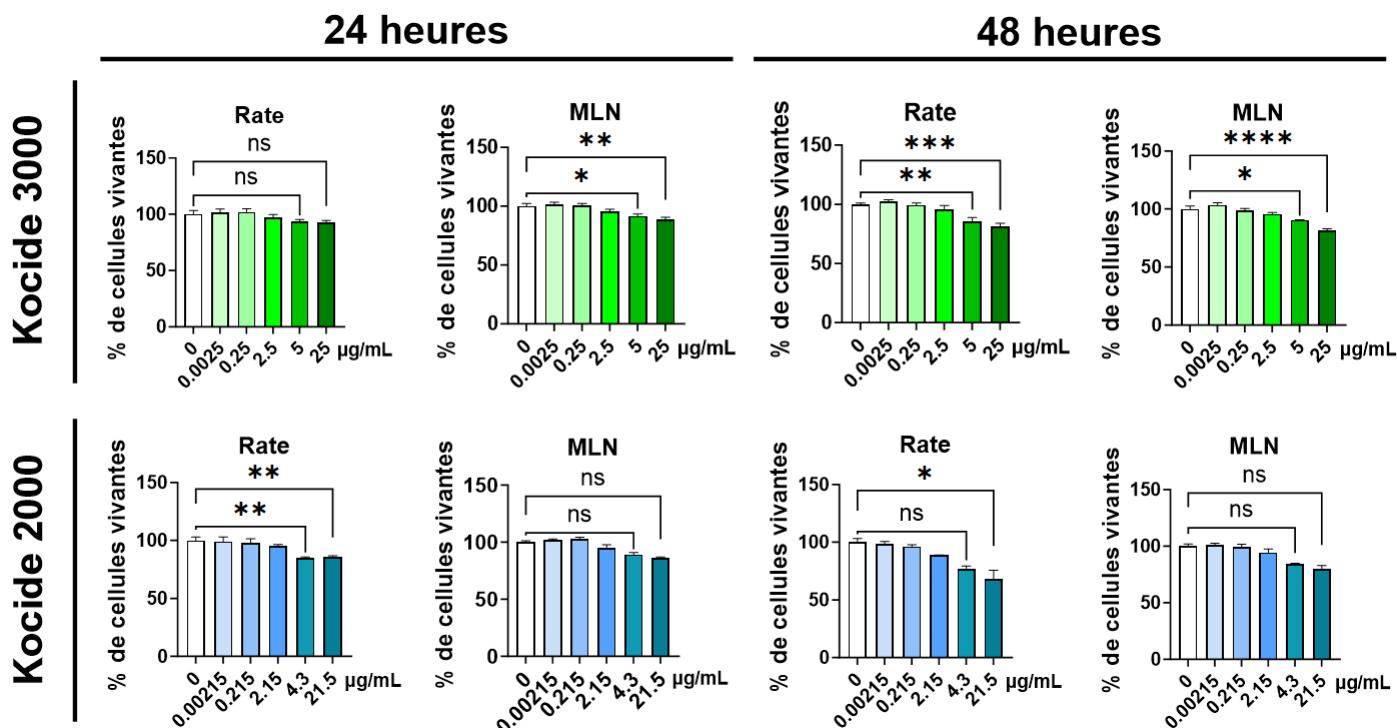 24 heures
48 heures
Kocide 3000
Rate
ns
ns
% de cellules vivantes
150
100
50
0
0
0.0025
0.25
2.5
5
25
µg/mL
MLN
**
*
% de cellules vivantes
150
100
50
0
0
0.0025
0.25
2.5
5
25
µg/mL
Rate
***
**
% de cellules vivantes
150
100
50
0
0
0.0025
0.25
2.5
5
25
µg/mL
MLN
****
*
% de cellules vivantes
150
100
50
0
0
0.0025
0.25
2.5
5
25
µg/mL
Kocide 2000
Rate
**
**
% de cellules vivantes
150
100
50
0
0
0.00215
0.215
2.15
4.3
21.5
µg/mL
MLN
ns
ns
% de cellules vivantes
150
100
50
0
0
0.00215
0.215
2.15
4.3
21.5
µg/mL
Rate
*
ns
% de cellules vivantes
150
100
50
0
0
0.00215
0.215
2.15
4.3
21.5
µg/mL
MLN
ns
ns
% de cellules vivantes
150
100
50
0
0
0.00215
0.215
2.15
4.3
21.5
µg/mL